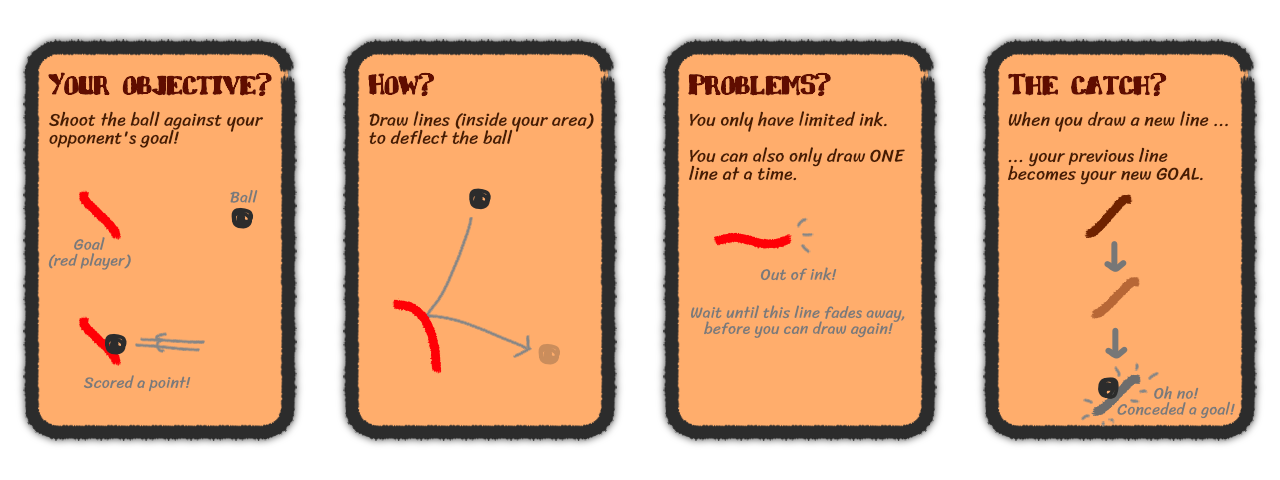 Your objective?
Shoot the ball against your
opponent's goal!
Ball
Goal
(red player)
Scored a point!
How?
Draw lines (inside your area)
to deflect the ball
Problems?
You only have limited ink.
You can also only draw ONE
line at a time.
Out of ink!
Wait until this line fades away,
before you can draw again!
The catch?
When you draw a new line ...
... your previous line
becomes your new GOAL.
Oh no!
Conceded a goal!